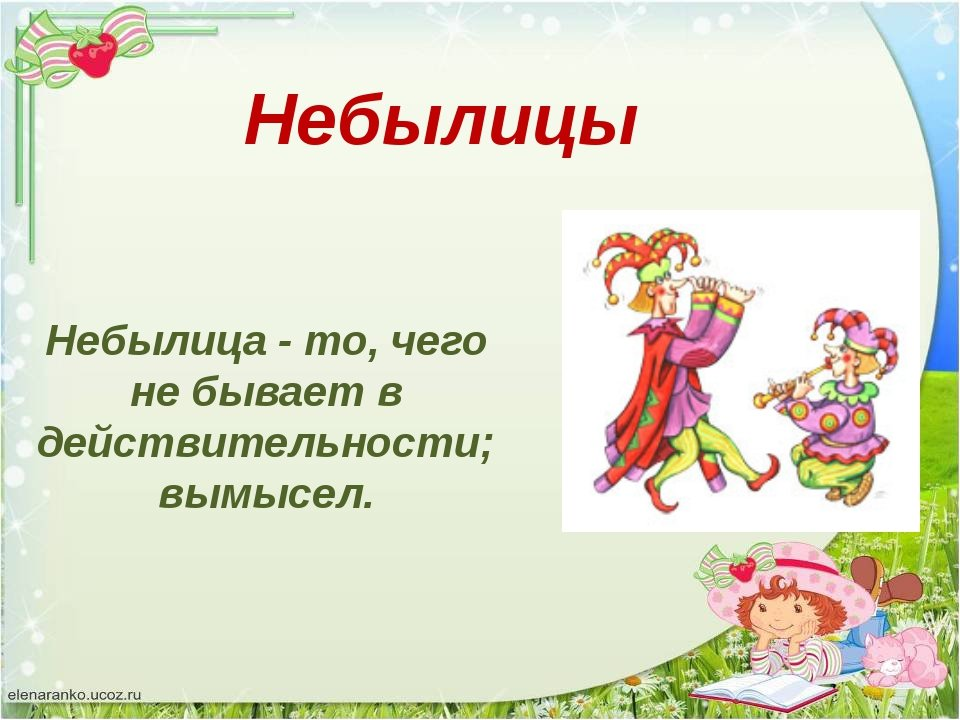 Небылицы
Небылица - то, чего
не бывает в
действительности;
вымысел.
elenaranko.ucoz.ru